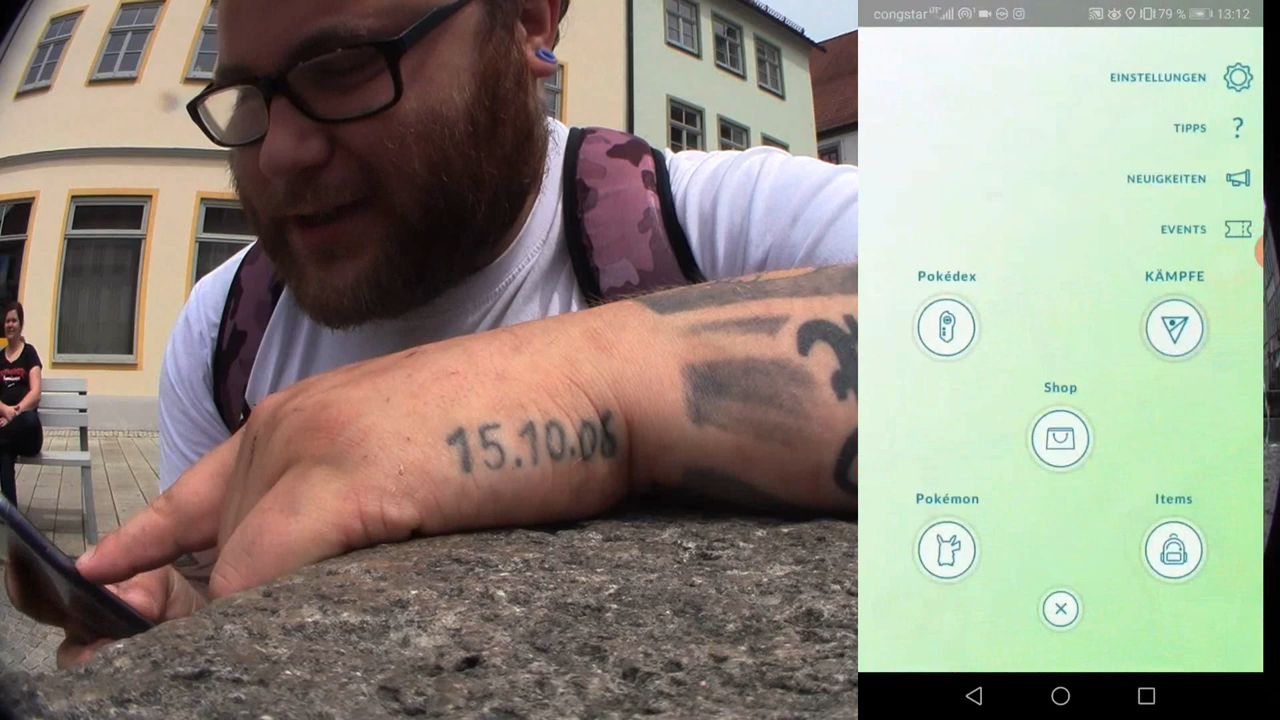 15.10.06
congstar 79 % 13:12
EINSTELLUNGEN
TIPPS
?
NEUIGKEITEN
EVENTS
Pokédex
KÄMPFE
Shop
Pokémon
Items